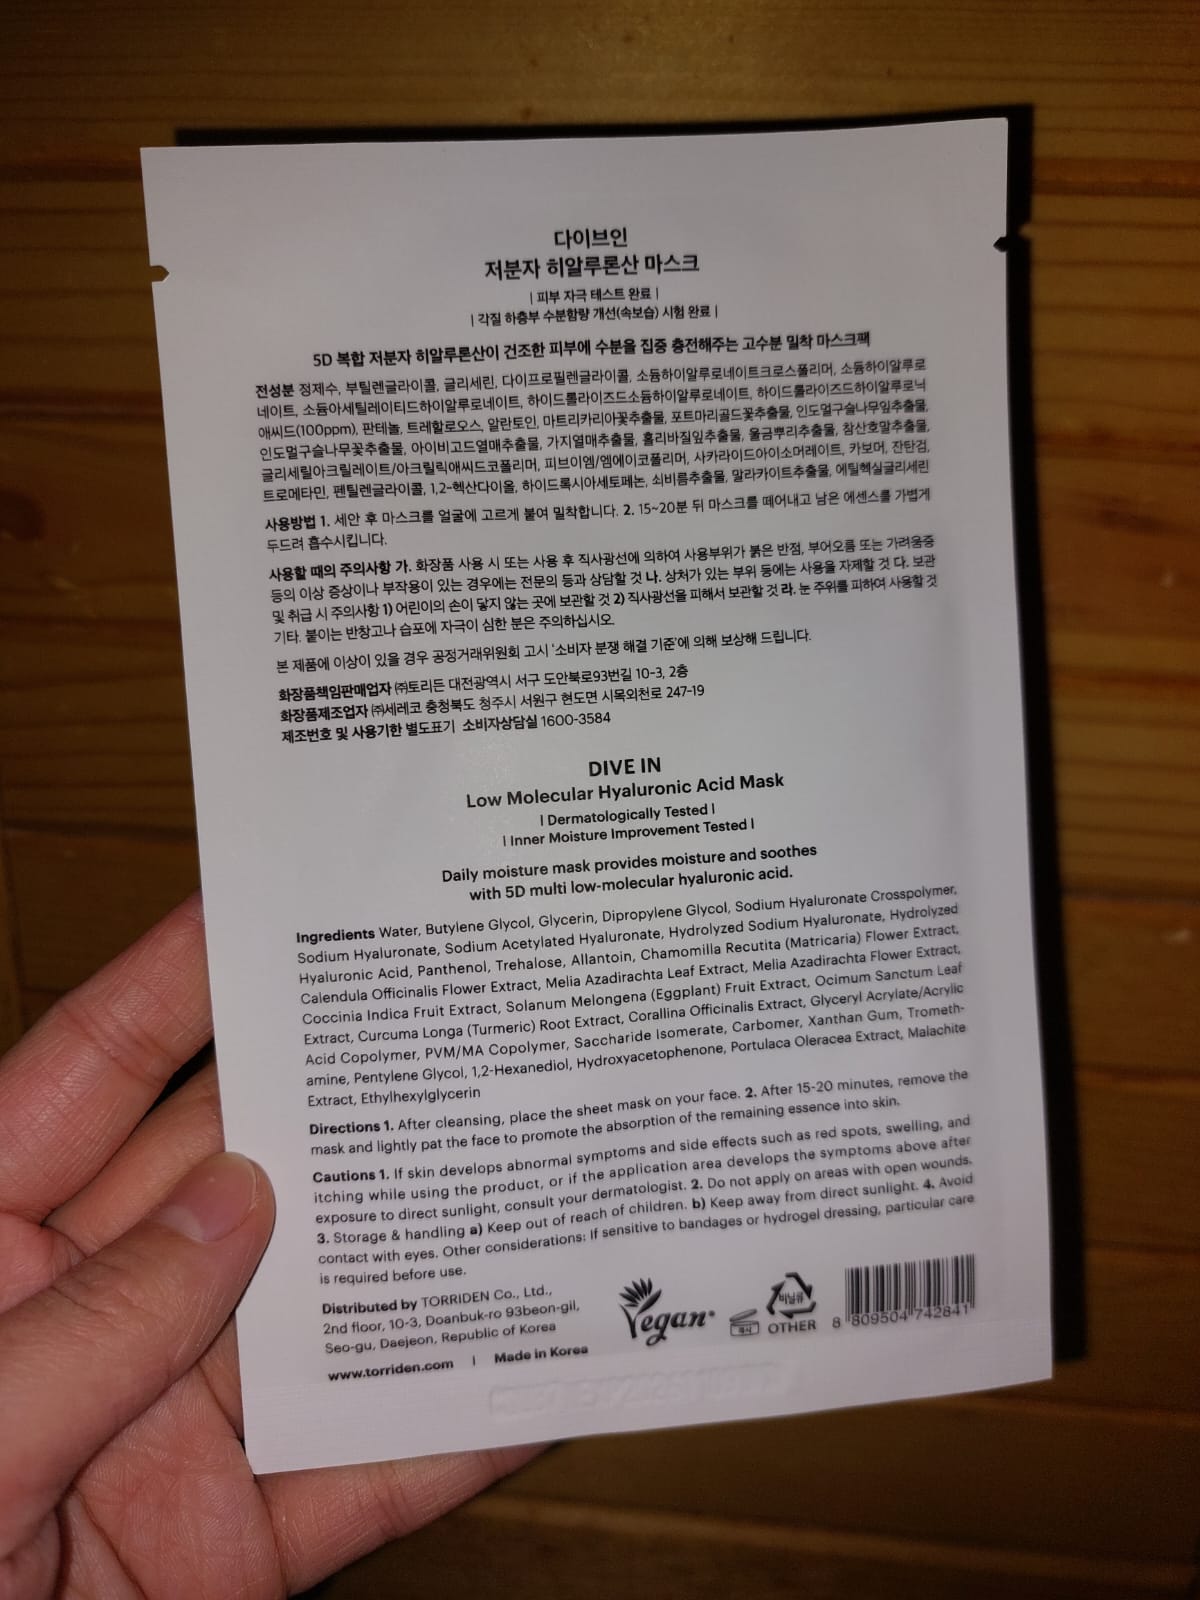 다이브인
저분자 히알루론산 마스크
| 피부 자극 테스트 완료 |
| 각질 하층부 수분함량 개선(속보습) 시험 완료 |
5D 복합 저분자 히알루론산이 건조한 피부에 수분을 집중 충전해주는 고수분 밀착 마스크팩
전성분 정제수, 부틸렌글라이콜, 글리세린, 다이프로필렌글라이콜, 소듐하이알루로네이트크로스폴리머, 소듐하이알루로
네이트, 소듐아세틸레이티드하이알루로네이트, 하이드롤라이즈드소듐하이알루로네이트, 하이드롤라이즈드하이알루로닉
애씨드(100ppm), 판테놀, 트레할로오스, 알란토인, 마트리카리아꽃추출물, 포트마리골드꽃추출물, 인도멀구슬나무잎추출물,
인도멀구슬나무꽃추출물, 아이비고드열매추출물, 가지열매추출물, 홀리바질잎추출물, 울금뿌리추출물, 참산호말추출물,
글리세릴아크릴레이트/아크릴릭애씨드코폴리머, 피브이엠/엠에이코폴리머, 사카라이드아이소머레이트, 카보머, 잔탄검,
트로메타민, 펜틸렌글라이콜, 1,2-헥산다이올, 하이드록시아세토페논, 쇠비름추출물, 말라카이트추출물, 에틸헥실글리세린
사용방법 1. 세안 후 마스크를 얼굴에 고르게 붙여 밀착합니다. 2. 15~20분 뒤 마스크를 떼어내고 남은 에센스를 가볍게
두드려 흡수시킵니다.
사용할 때의 주의사항 가. 화장품 사용 시 또는 사용 후 직사광선에 의하여 사용부위가 붉은 반점, 부어오름 또는 가려움증
등의 이상 증상이나 부작용이 있는 경우에는 전문의 등과 상담할 것 나. 상처가 있는 부위 등에는 사용을 자제할 것 다. 보관
및 취급 시 주의사항 1) 어린이의 손이 닿지 않는 곳에 보관할 것 2) 직사광선을 피해서 보관할 것 라. 눈 주위를 피하여 사용할 것
기타. 붙이는 반창고나 습포에 자극이 심한 분은 주의하십시오.
본 제품에 이상이 있을 경우 공정거래위원회 고시 '소비자 분쟁 해결 기준'에 의해 보상해 드립니다.
화장품책임판매업자 ㈜토리든 대전광역시 서구 도안북로93번길 10-3, 2층
화장품제조업자 ㈜세레코 충청북도 청주시 서원구 현도면 시목외천로 247-19
제조번호 및 사용기한 별도표기 소비자상담실 1600-3584
DIVE IN
Low Molecular Hyaluronic Acid Mask
| Dermatologically Tested |
| Inner Moisture Improvement Tested |
Daily moisture mask provides moisture and soothes
with 5D multi low-molecular hyaluronic acid.
Ingredients Water, Butylene Glycol, Glycerin, Dipropylene Glycol, Sodium Hyaluronate Crosspolymer,
Sodium Hyaluronate, Sodium Acetylated Hyaluronate, Hydrolyzed Sodium Hyaluronate, Hydrolyzed
Hyaluronic Acid, Panthenol, Trehalose, Allantoin, Chamomilla Recutita (Matricaria) Flower Extract,
Calendula Officinalis Flower Extract, Melia Azadirachta Leaf Extract, Melia Azadirachta Flower Extract,
Coccinia Indica Fruit Extract, Solanum Melongena (Eggplant) Fruit Extract, Ocimum Sanctum Leaf
Extract, Curcuma Longa (Turmeric) Root Extract, Corallina Officinalis Extract, Glyceryl Acrylate/Acrylic
Acid Copolymer, PVM/MA Copolymer, Saccharide Isomerate, Carbomer, Xanthan Gum, Trometh-
amine, Pentylene Glycol, 1,2-Hexanediol, Hydroxyacetophenone, Portulaca Oleracea Extract, Malachite
Extract, Ethylhexylglycerin
Directions 1. After cleansing, place the sheet mask on your face. 2. After 15-20 minutes, remove the
mask and lightly pat the face to promote the absorption of the remaining essence into skin.
Cautions 1. If skin develops abnormal symptoms and side effects such as red spots, swelling, and
itching while using the product, or if the application area develops the symptoms above after
exposure to direct sunlight, consult your dermatologist. 2. Do not apply on areas with open wounds.
3. Storage & handling a) Keep out of reach of children. b) Keep away from direct sunlight. 4. Avoid
contact with eyes. Other considerations: If sensitive to bandages or hydrogel dressing, particular care
is required before use.
Distributed by TORRIDEN Co., Ltd.,
2nd floor, 10-3, Doanbuk-ro 93beon-gil,
Seo-gu, Daejeon, Republic of Korea
www.torriden.com | Made in Korea
Vegan
즉시
비닐류
OTHER
8 809504 742841